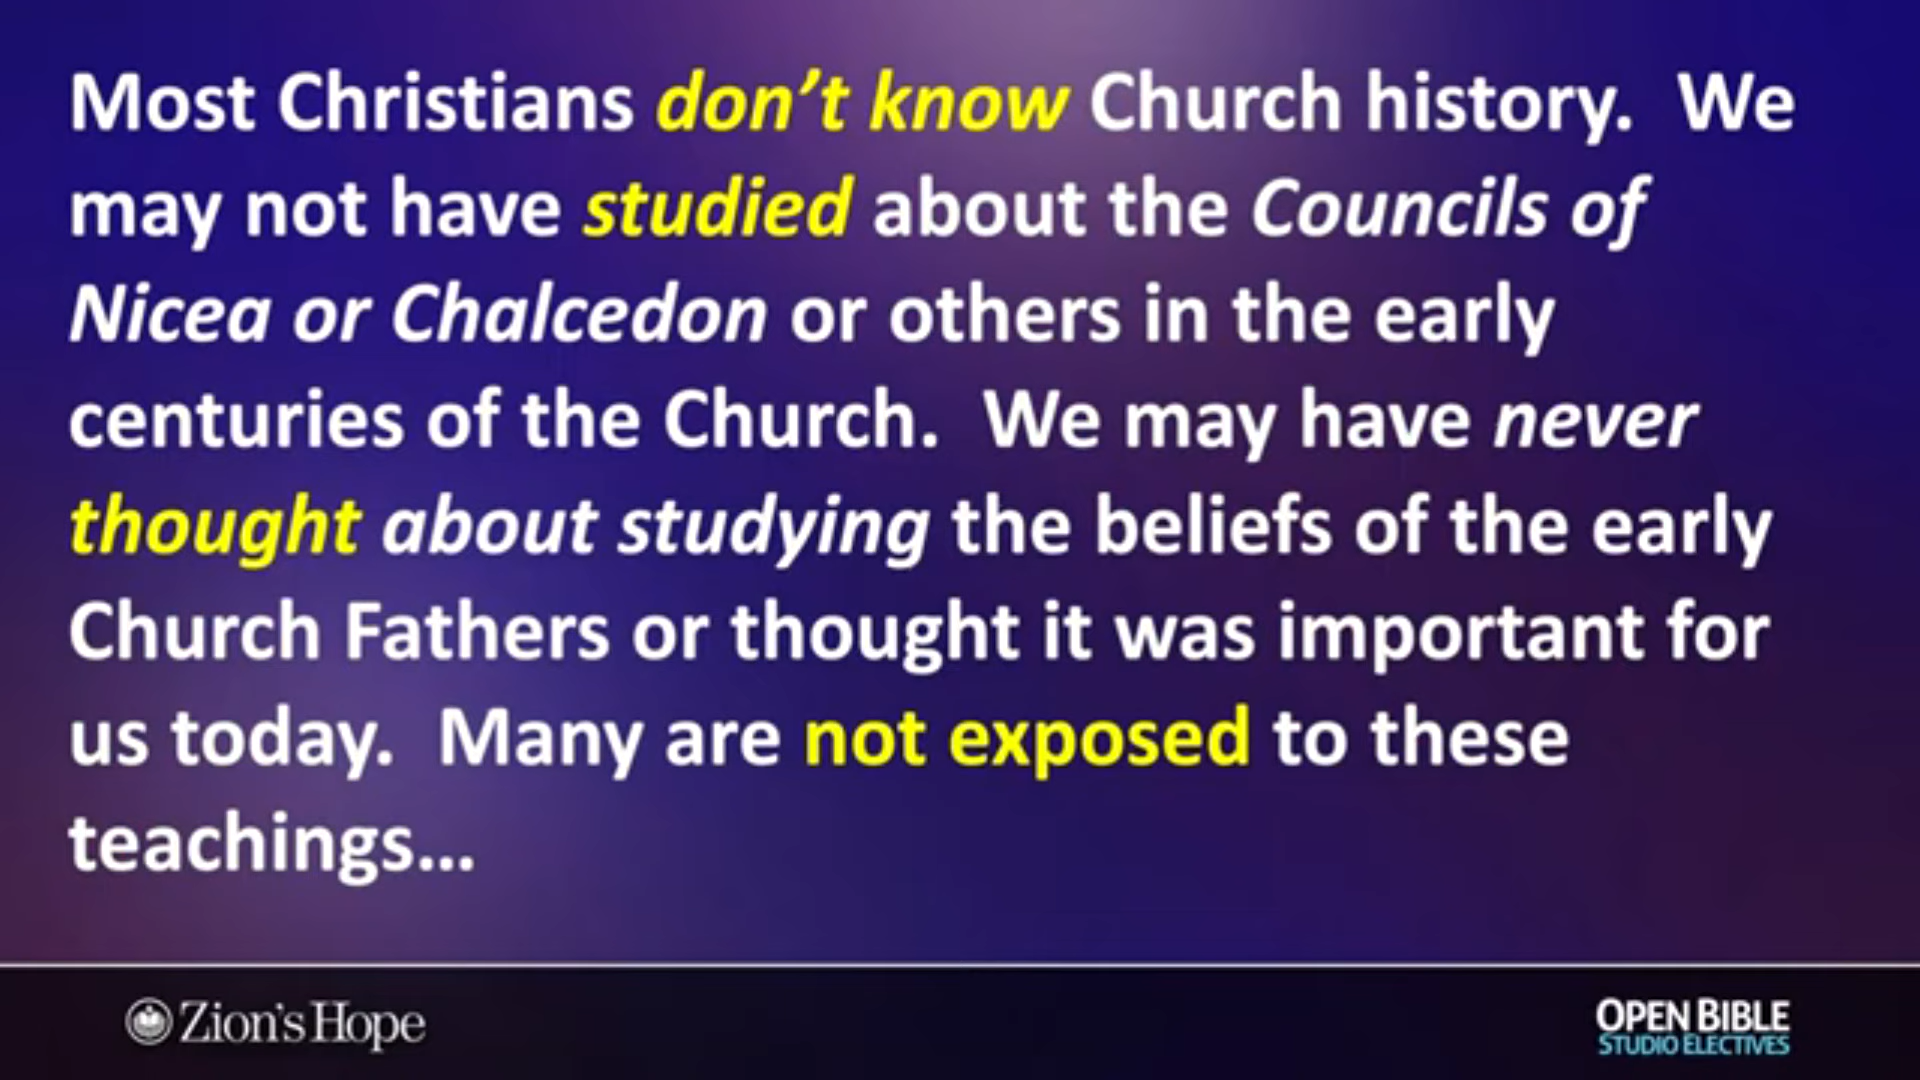 Most Christians don't know Church history.  We
may not have studied about the Councils of
Nicea or Chalcedon or others in the early
centuries of the Church.  We may have never
thought about studying the beliefs of the early
Church Fathers or thought it was important for
us today.  Many are not exposed to these
teachings...
Zion's Hope
OPEN BIBLE
STUDIO ELECTIVES